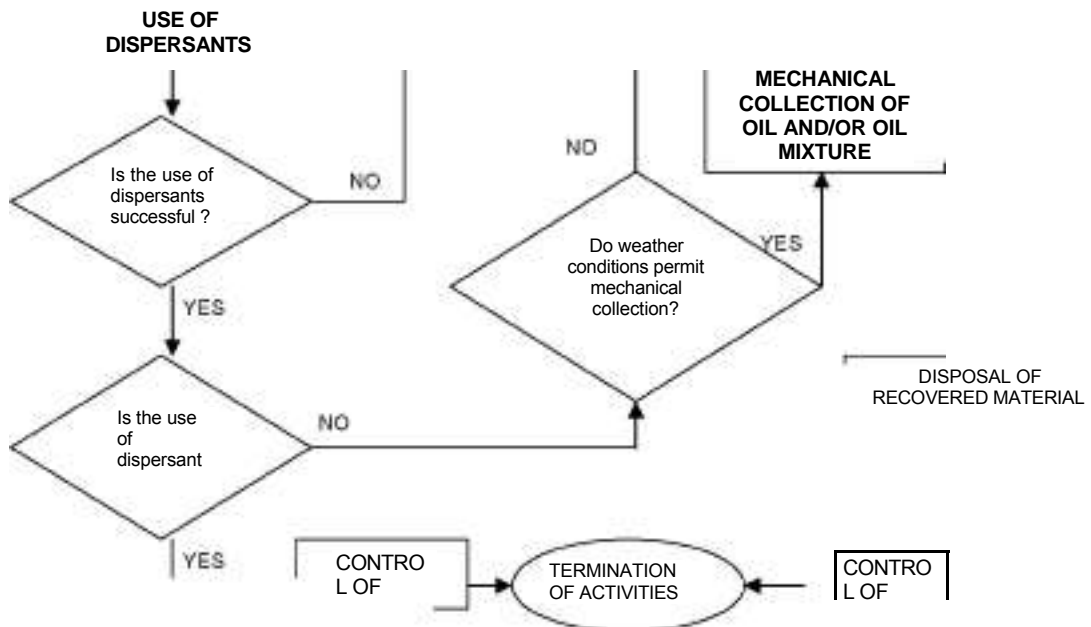 USE OF
DISPERSANTS
MECHANICAL
COLLECTION OF
OIL AND/OR OIL
MIXTURE
Is the use of
dispersants
successful ?
NO
NO
Do weather
conditions permit
mechanical
collection?
YES
YES
DISPOSAL OF
RECOVERED MATERIAL
Is the use
of
dispersant
NO
YES
CONTRO
L OF
TERMINATION
OF ACTIVITIES
CONTRO
L OF